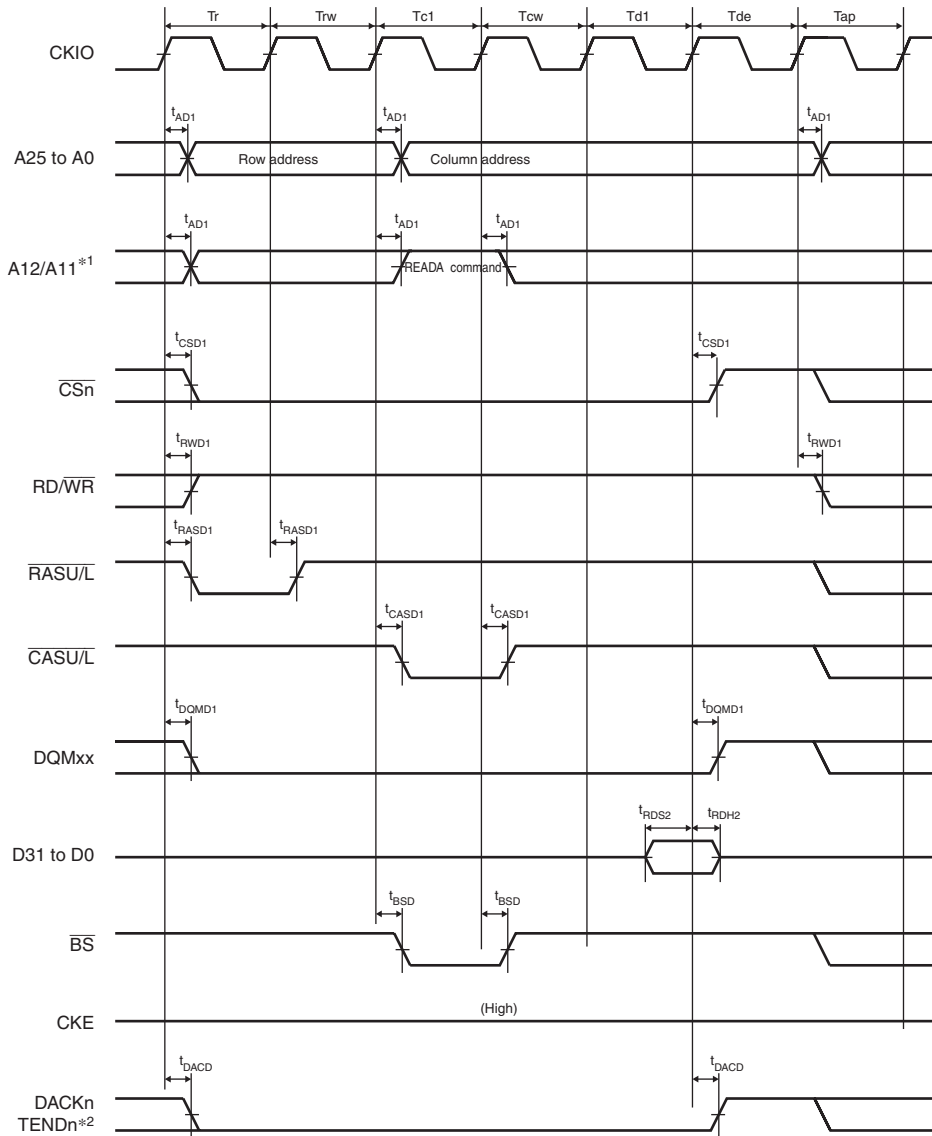 Tr Trw Tc1 Tcw Td1 Tde Tap
CKIO
tAD1 tAD1 tAD1
A25 to A0 Row address Column address
tAD1 tAD1 tAD1
A12/A11*1 READA command
tCSD1 tCSD1
CSn
tRWD1 tRWD1
RD/WR
tRASD1 tRASD1
RASU/L
tCASD1 tCASD1
CASU/L
tDQMD1 tDQMD1
DQMxx
tRDS2 tRDH2
D31 to D0
tBSD tBSD
BS
(High)
CKE
tDACD tDACD
DACKn
TENDn*2